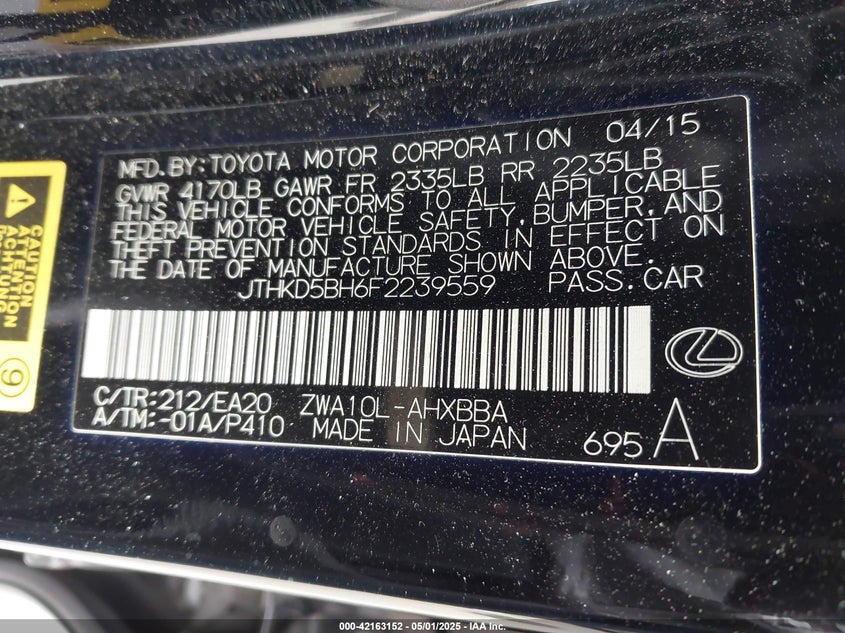 MFD.BY:TOYOTA MOTOR CORPORATION 04/15
GVWR 4170LB GAWR FR 2335LB RR 2235LB
THIS VEHICLE CONFORMS TO ALL APPLICABLE
FEDERAL MOTOR VEHICLE SAFETY,BUMPER,AND
THEFT PREVENTION STANDARDS IN EFFECT ON
THE DATE OF MANUFACTURE SHOWN ABOVE.
JTHKD5BH6F2239559 PASS.CAR
C/TR:212/EA20 ZWA10L-AHXBBA
A/TM:-01A/P410 MADE IN JAPAN 695 A
CAUTION
ATTENTION
ACHTUNG
9
000-42163152 - 05/01/2025 - IAA Inc.